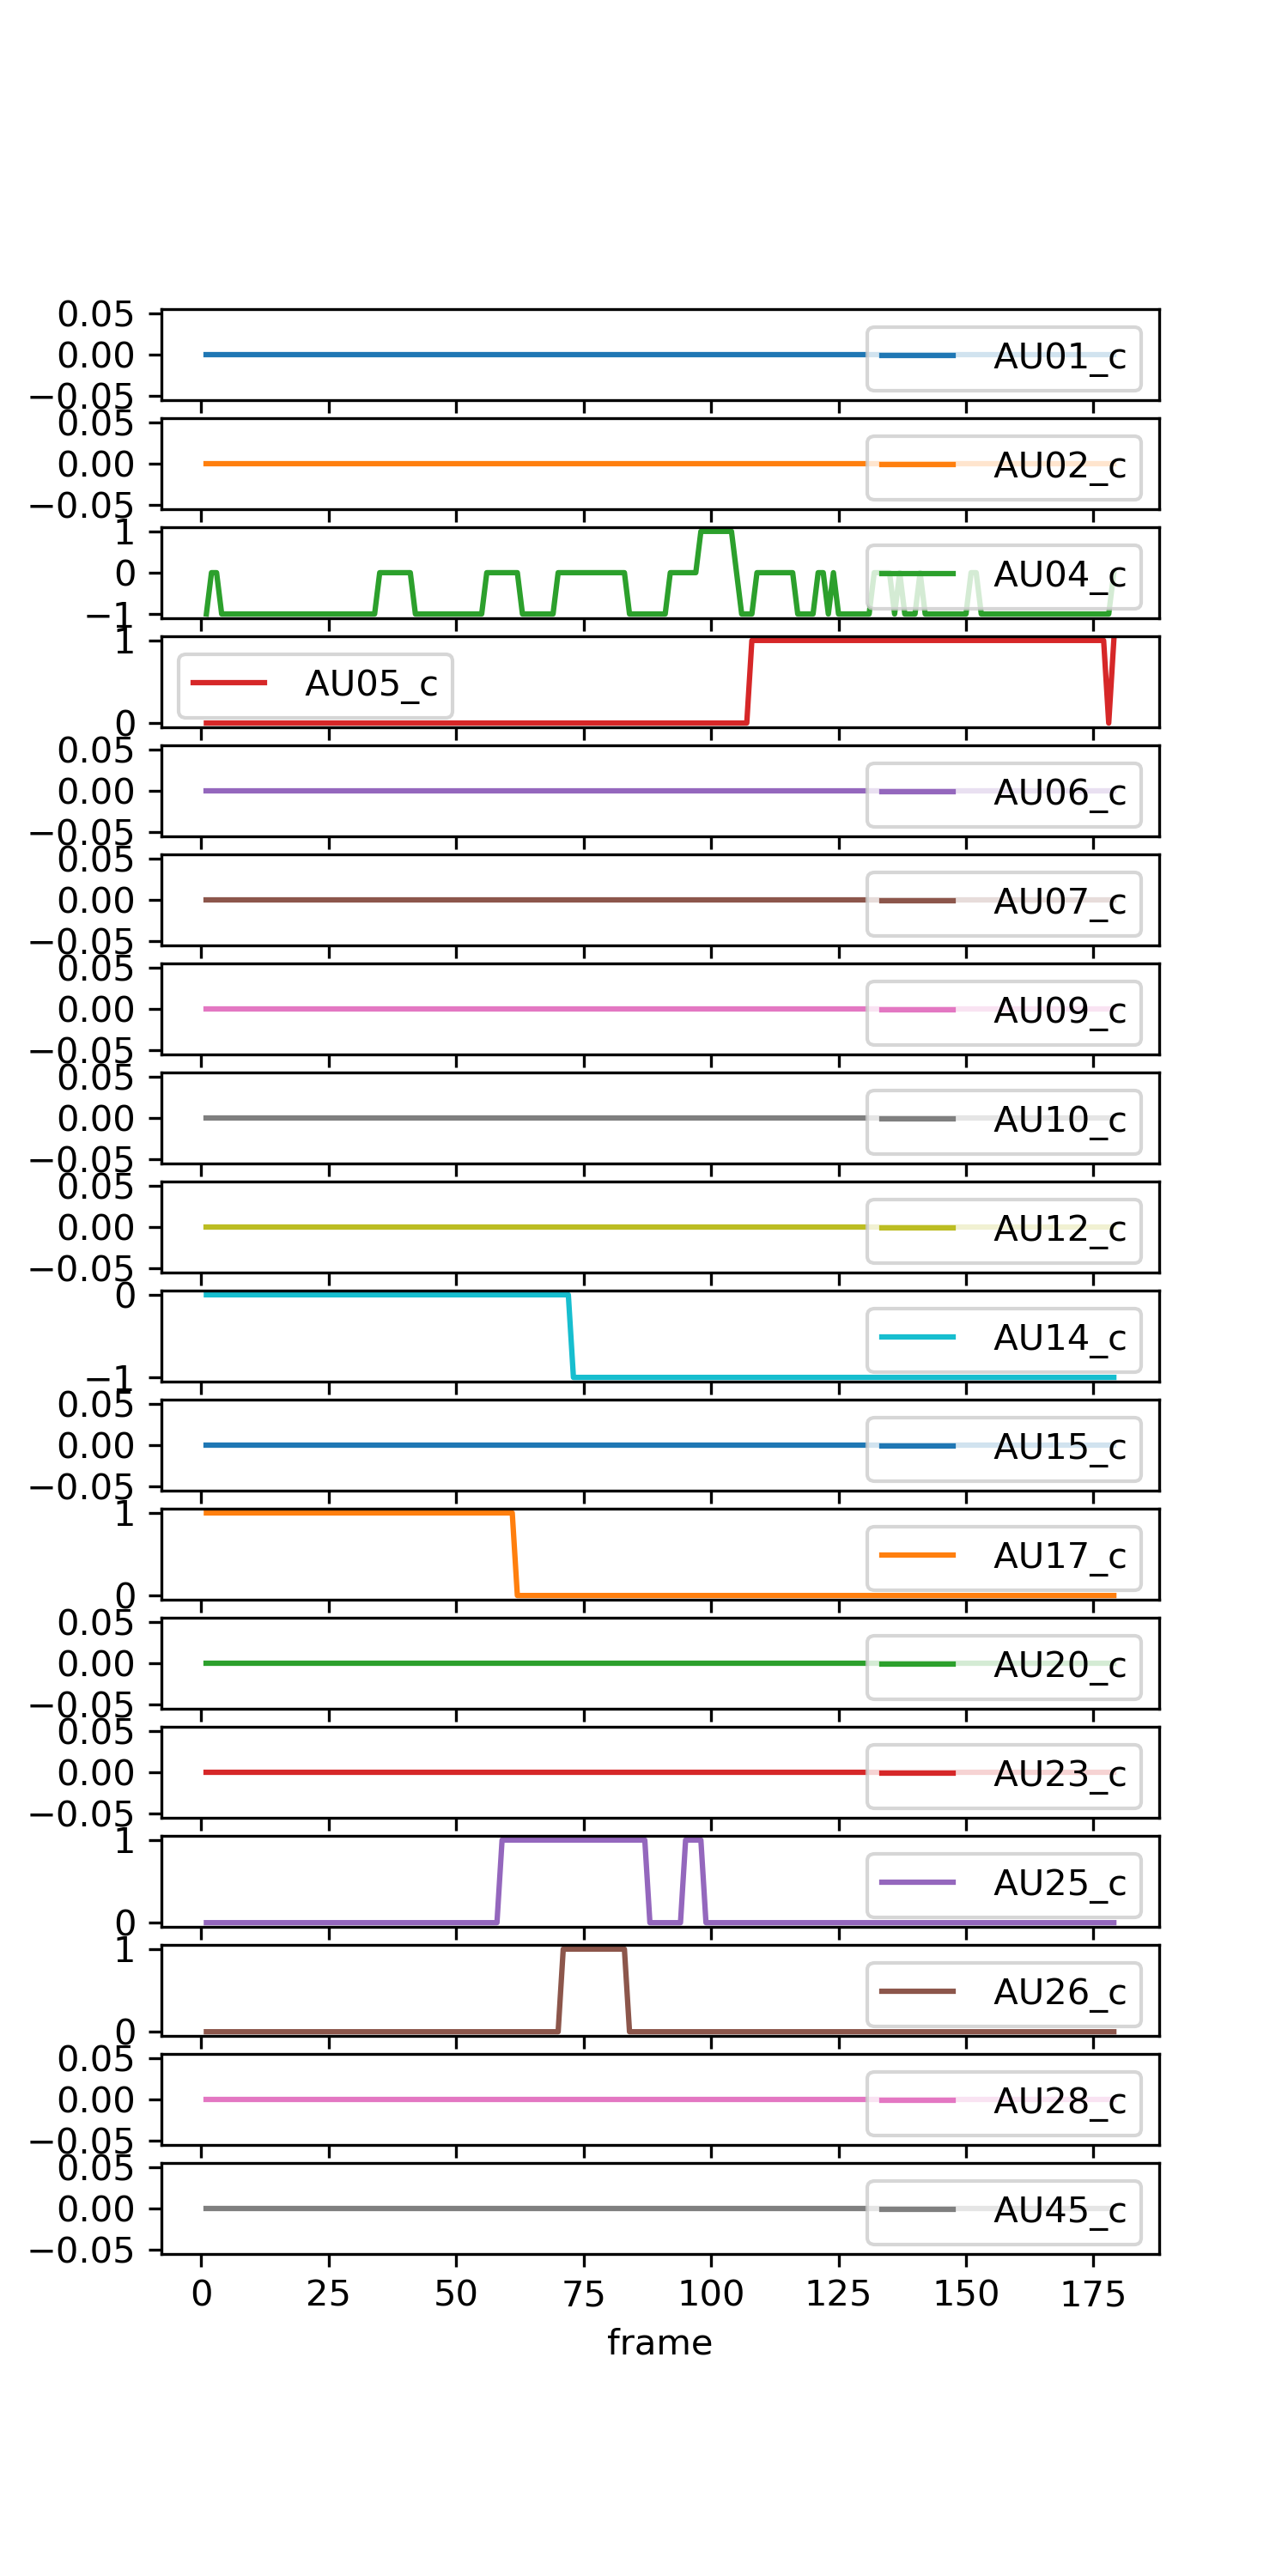 0.05
0.00 AU01_c
−0.05
0.05
0.00 AU02_c
−0.05
1
0 AU04_c
−1
1
AU05_c
0
0.05
0.00 AU06_c
−0.05
0.05
0.00 AU07_c
−0.05
0.05
0.00 AU09_c
−0.05
0.05
0.00 AU10_c
−0.05
0.05
0.00 AU12_c
−0.05
0
AU14_c
−1
0.05
0.00 AU15_c
−0.05
1
AU17_c
0
0.05
0.00 AU20_c
−0.05
0.05
0.00 AU23_c
−0.05
1
AU25_c
0
1
AU26_c
0
0.05
0.00 AU28_c
−0.05
0.05
0.00 AU45_c
−0.05
0 25 50 75 100 125 150 175
frame